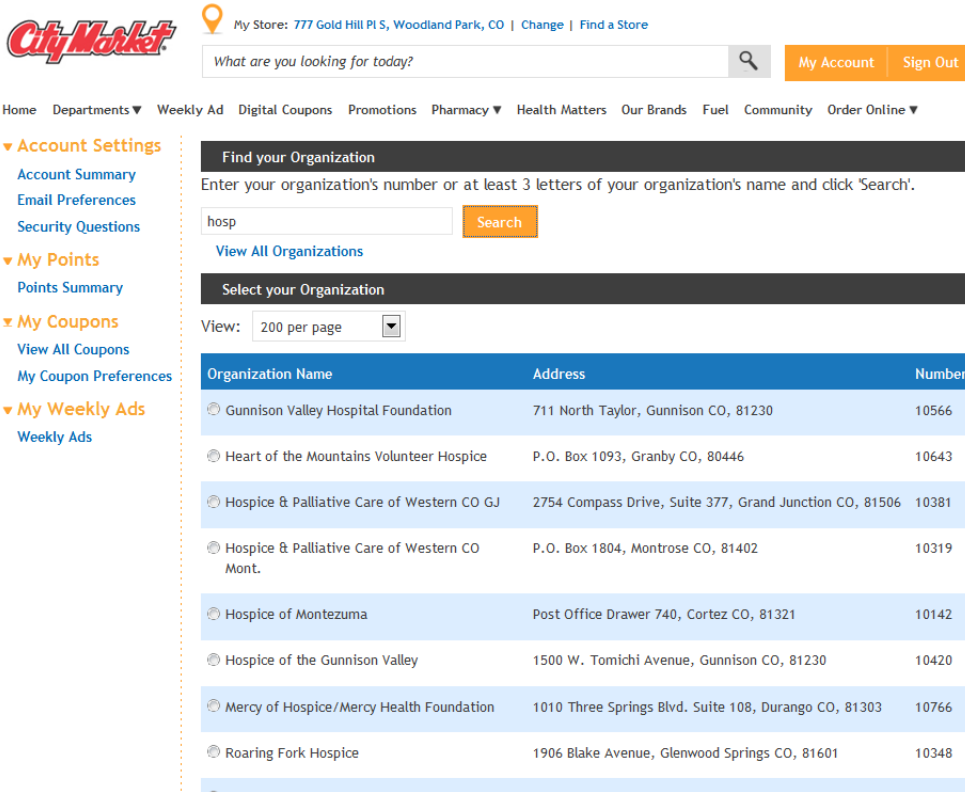 City Market
My Store: 777 Gold Hill Pl S, Woodland Park, CO | Change | Find a Store
What are you looking for today?
My Account Sign Out
Home Departments▼ Weekly Ad Digital Coupons Promotions Pharmacy▼ Health Matters Our Brands Fuel Community Order Online▼
Account Settings
Account Summary
Email Preferences
Security Questions
My Points
Points Summary
My Coupons
View All Coupons
My Coupon Preferences
My Weekly Ads
Weekly Ads
Find your Organization
Enter your organization's number or at least 3 letters of your organization's name and click 'Search'.
hosp Search
View All Organizations
Select your Organization
View: 200 per page
Organization Name Address Number
Gunnison Valley Hospital Foundation 711 North Taylor, Gunnison CO, 81230 10566
Heart of the Mountains Volunteer Hospice P.O. Box 1093, Granby CO, 80446 10643
Hospice & Palliative Care of Western CO GJ 2754 Compass Drive, Suite 377, Grand Junction CO, 81506 10381
Hospice & Palliative Care of Western CO P.O. Box 1804, Montrose CO, 81402 10319
Mont.
Hospice of Montezuma Post Office Drawer 740, Cortez CO, 81321 10142
Hospice of the Gunnison Valley 1500 W. Tomichi Avenue, Gunnison CO, 81230 10420
Mercy of Hospice/Mercy Health Foundation 1010 Three Springs Blvd. Suite 108, Durango CO, 81303 10766
Roaring Fork Hospice 1906 Blake Avenue, Glenwood Springs CO, 81601 10348